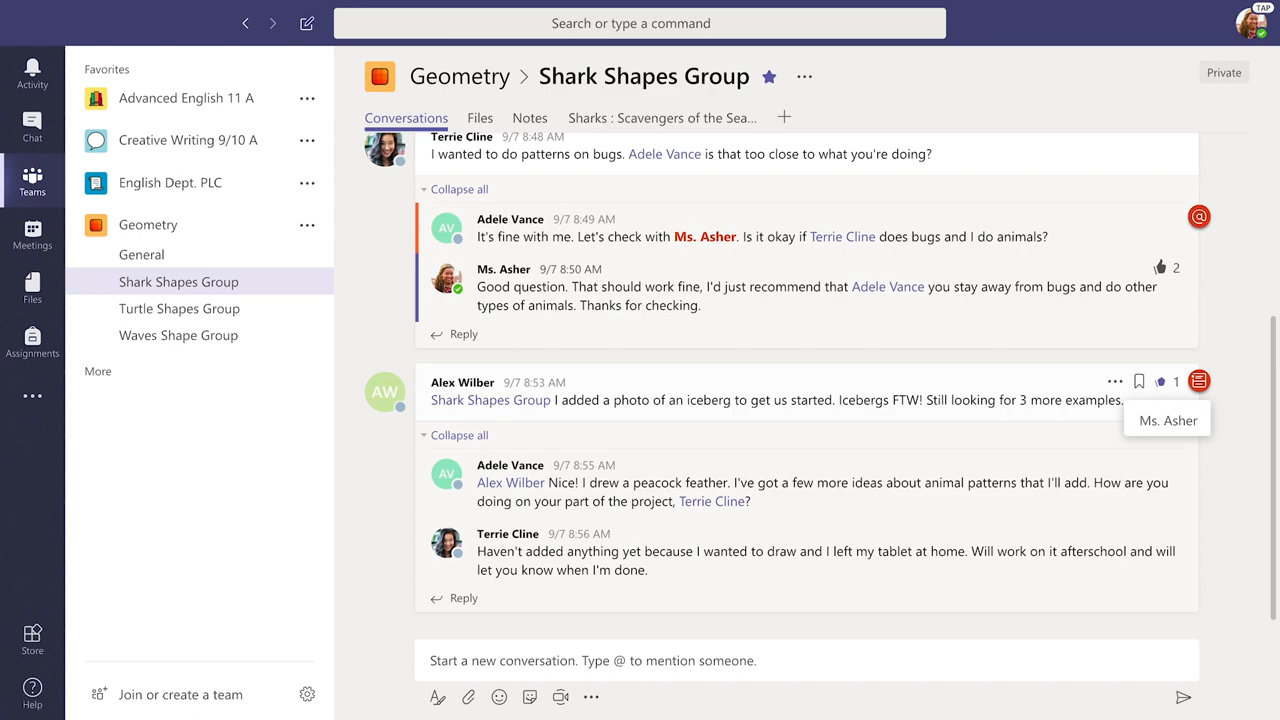 Search or type a command
TAP
Activity
Chat
Teams
Meetings
Files
Assignments
Store
Help
Favorites
Advanced English 11 A
Creative Writing 9/10 A
English Dept. PLC
Geometry
General
Shark Shapes Group
Turtle Shapes Group
Waves Shape Group
More
Join or create a team
Geometry > Shark Shapes Group
Private
Conversations Files Notes Sharks : Scavengers of the Sea...
Terrie Cline 9/7 8:48 AM
I wanted to do patterns on bugs. Adele Vance is that too close to what you're doing?
Collapse all
AV
Adele Vance 9/7 8:49 AM
It's fine with me. Let's check with Ms. Asher. Is it okay if Terrie Cline does bugs and I do animals?
Ms. Asher 9/7 8:50 AM
2
Good question. That should work fine, I'd just recommend that Adele Vance you stay away from bugs and do other
types of animals. Thanks for checking.
Reply
AW
Alex Wilber 9/7 8:53 AM
1
Shark Shapes Group I added a photo of an iceberg to get us started. Icebergs FTW! Still looking for 3 more examples.
Ms. Asher
Collapse all
AV
Adele Vance 9/7 8:55 AM
Alex Wilber Nice! I drew a peacock feather. I've got a few more ideas about animal patterns that I'll add. How are you
doing on your part of the project, Terrie Cline?
Terrie Cline 9/7 8:56 AM
Haven't added anything yet because I wanted to draw and I left my tablet at home. Will work on it afterschool and will
let you know when I'm done.
Reply
Start a new conversation. Type @ to mention someone.